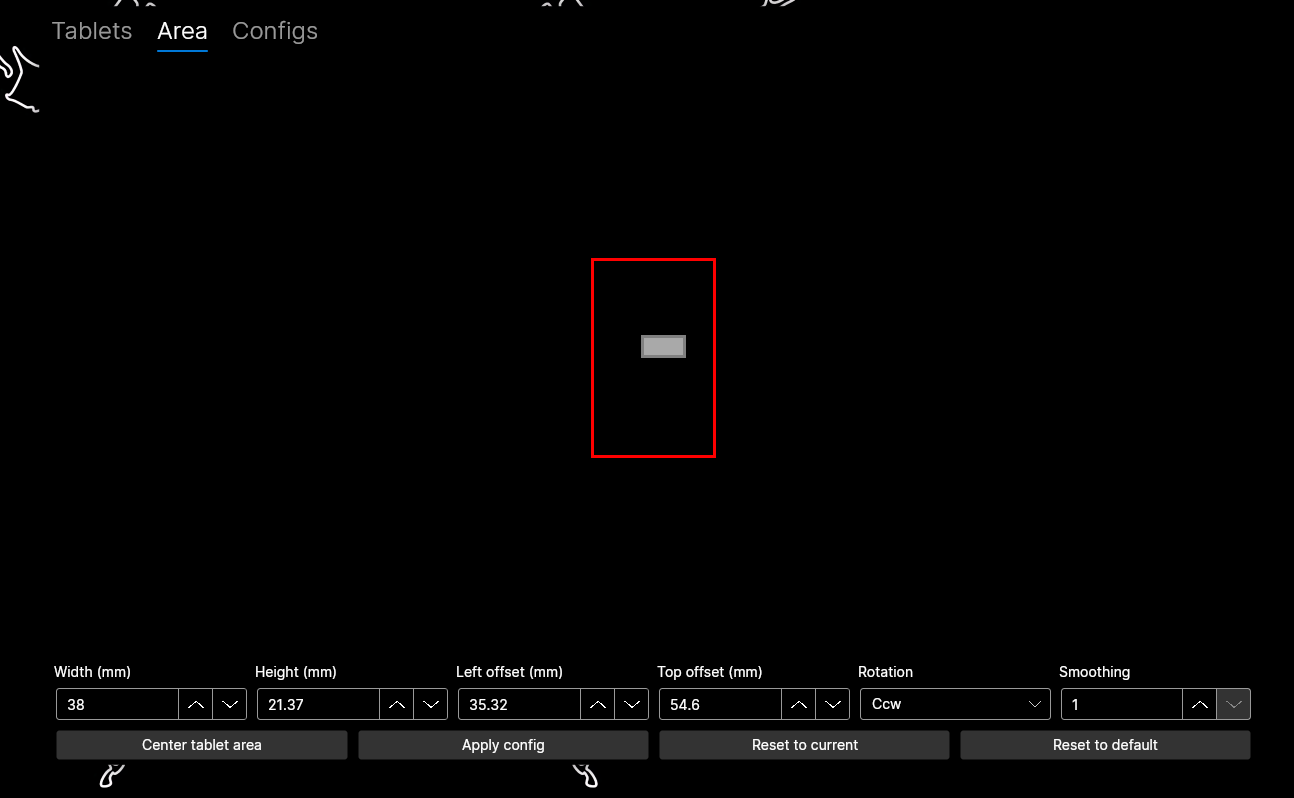 Tablets Area Configs
Width (mm) Height (mm) Left offset (mm) Top offset (mm) Rotation Smoothing
38 21.37 35.32 54.6 Ccw 1
Center tablet area Apply config Reset to current Reset to default